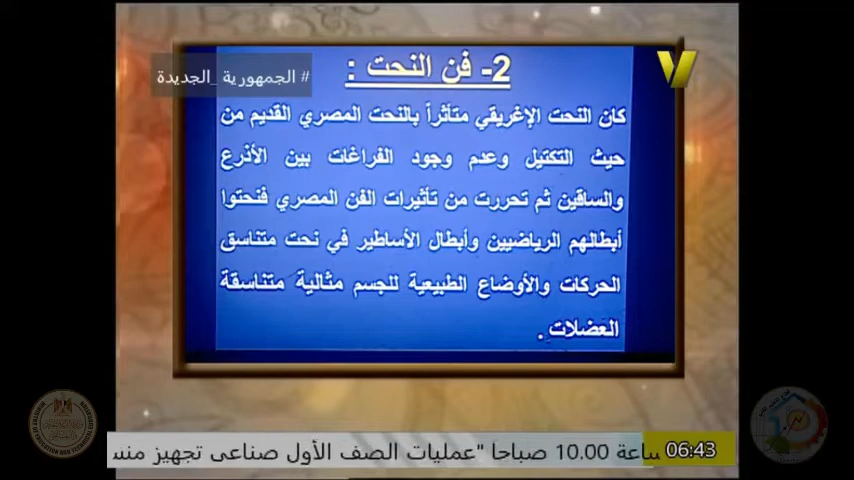 # الجمهورية _الجديدة
2- فن النحت :
كان النحت الإغريقي متأثراً بالنحت المصري القديم من
حيث التكتيل وعدم وجود الفراغات بين الأذرع
والساقين ثم تحررت من تأثيرات الفن المصري فنحتوا
أبطالهم الرياضيين وأبطال الأساطير في نحت متناسق
الحركات والأوضاع الطبيعية للجسم مثالية متناسقة
العضلات .
ساعة 10.00 صباحا "عمليات الصف الأول صناعى تجهيز منس
06:43